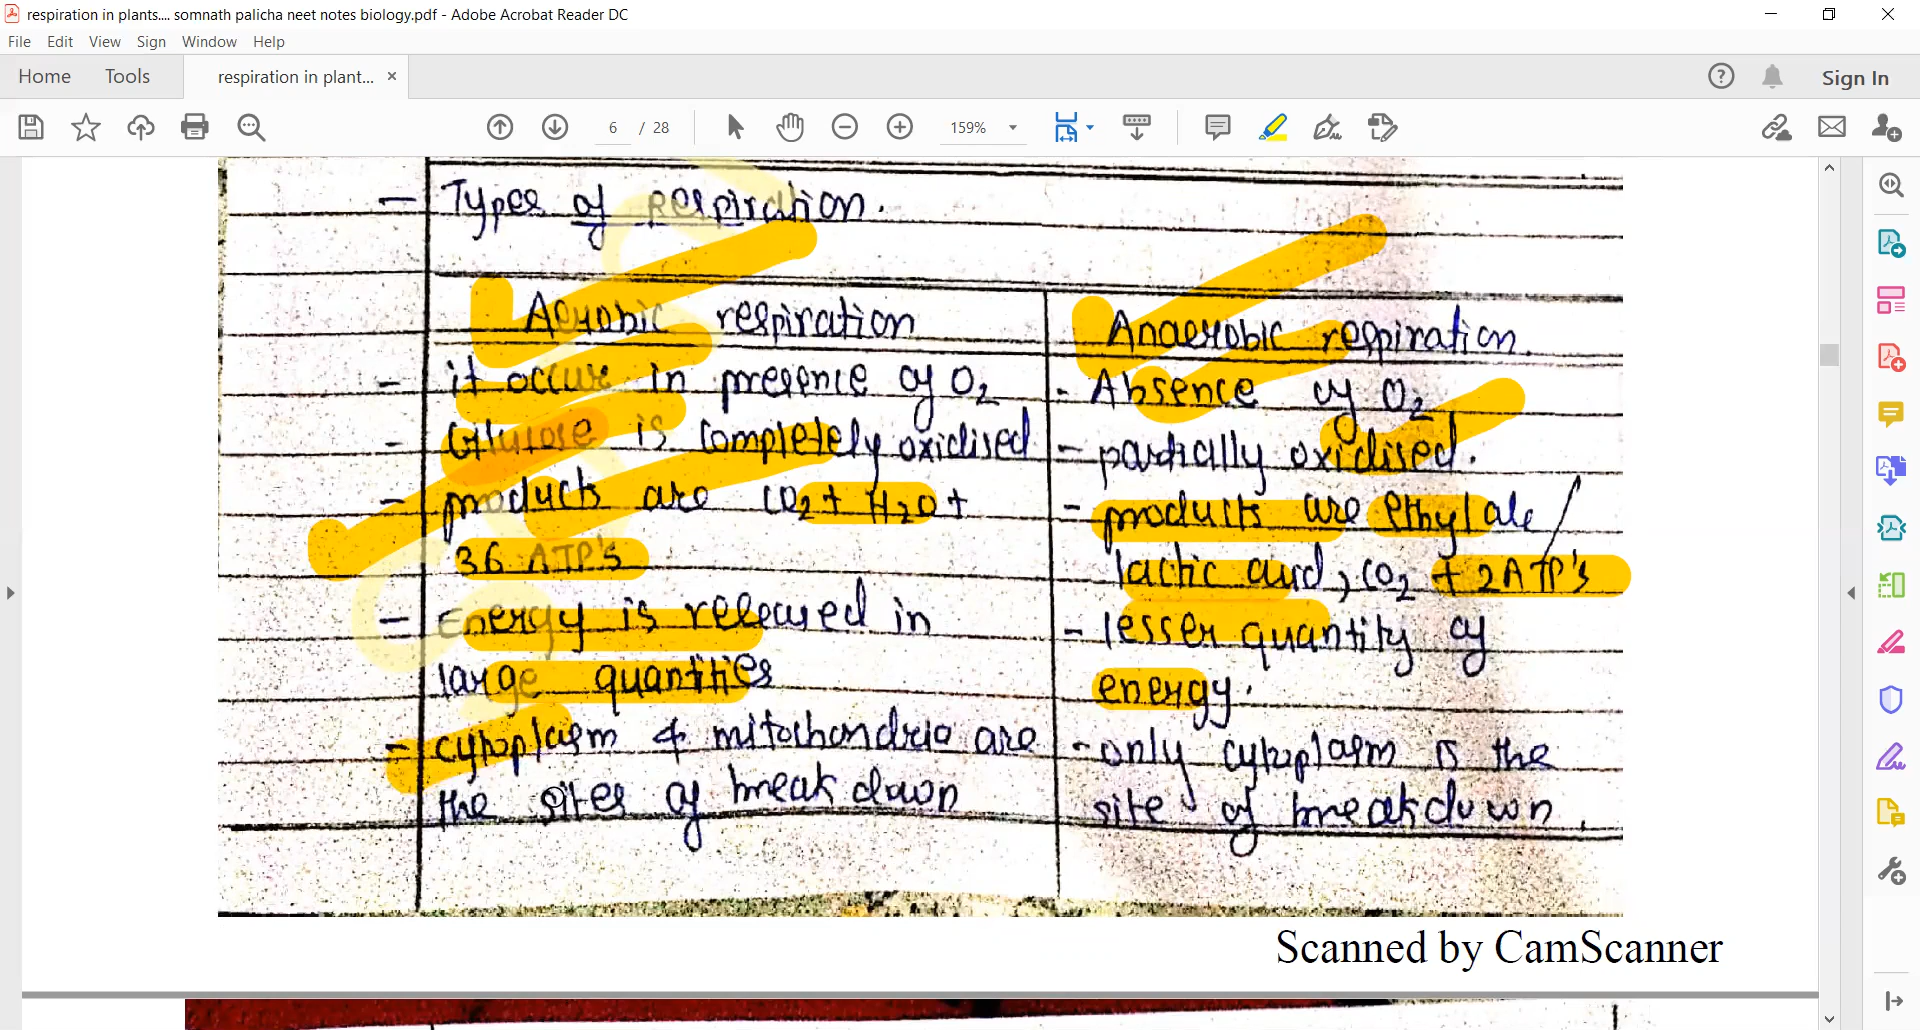 respiration in plants.... somnath palicha neet notes biology.pdf - Adobe Acrobat Reader DC
File Edit View Sign Window Help
Home Tools respiration in plant... ×
Sign In
6 / 28 159%
– Types of respiration.
Aerobic respiration
Anaerobic respiration.
– it occur in presence of O2
- Absence of O2
– Glucose is completely oxidised
– partially oxidised.
– products are CO2 + H2O +
36 ATP's
– products are Ethyl alc /
lactic acid, CO2 + 2ATP's
– Energy is released in
large quantities
– lesser quantity of
energy.
– cytoplasm & mitochondria are
the sites of break down
- only cytoplasm is the
site of breakdown.
Scanned by CamScanner